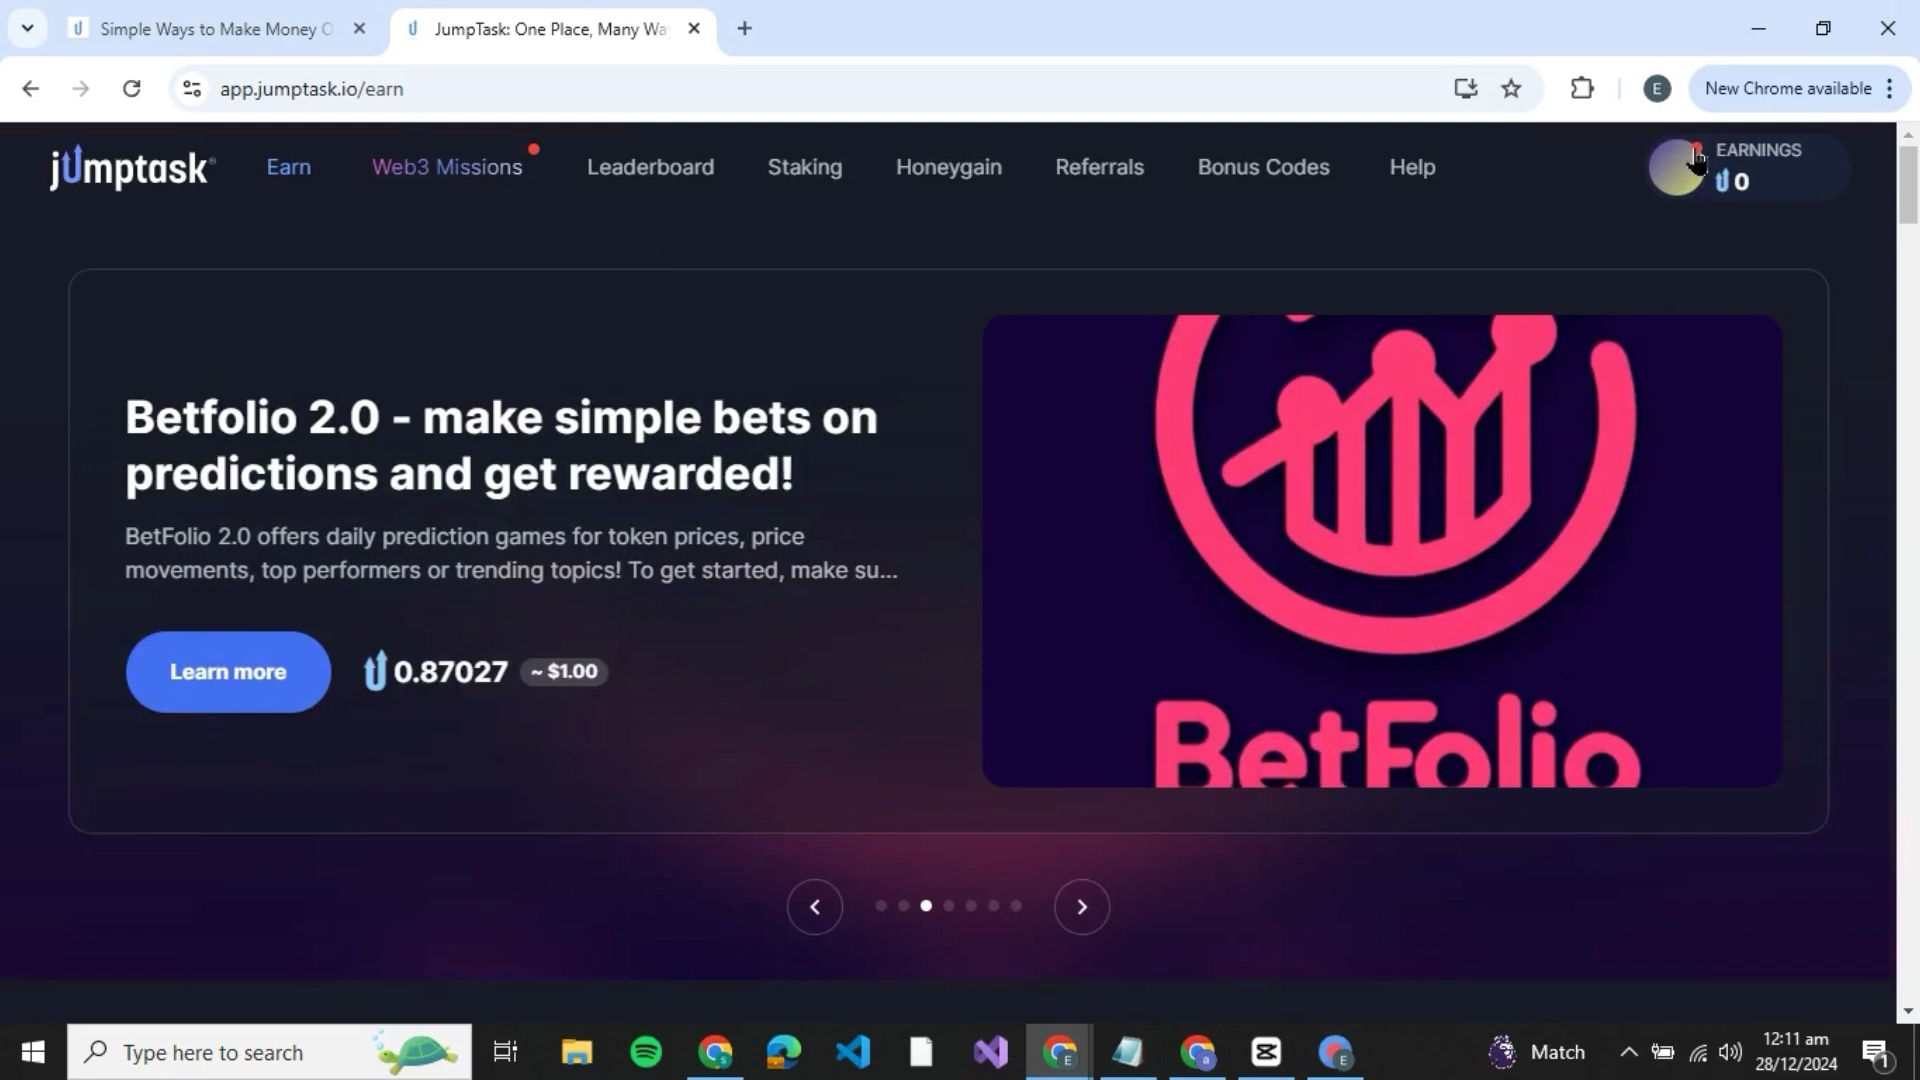 Simple Ways to Make Money O
JumpTask: One Place, Many Wa
app.jumptask.io/earn
E
New Chrome available
jumptask
Earn
Web3 Missions
Leaderboard
Staking
Honeygain
Referrals
Bonus Codes
Help
EARNINGS
0
Betfolio 2.0 - make simple bets on
predictions and get rewarded!
BetFolio 2.0 offers daily prediction games for token prices, price
movements, top performers or trending topics! To get started, make su...
Learn more
0.87027
~ $1.00
BetFolio
Type here to search
Match
12:11 am
28/12/2024
1